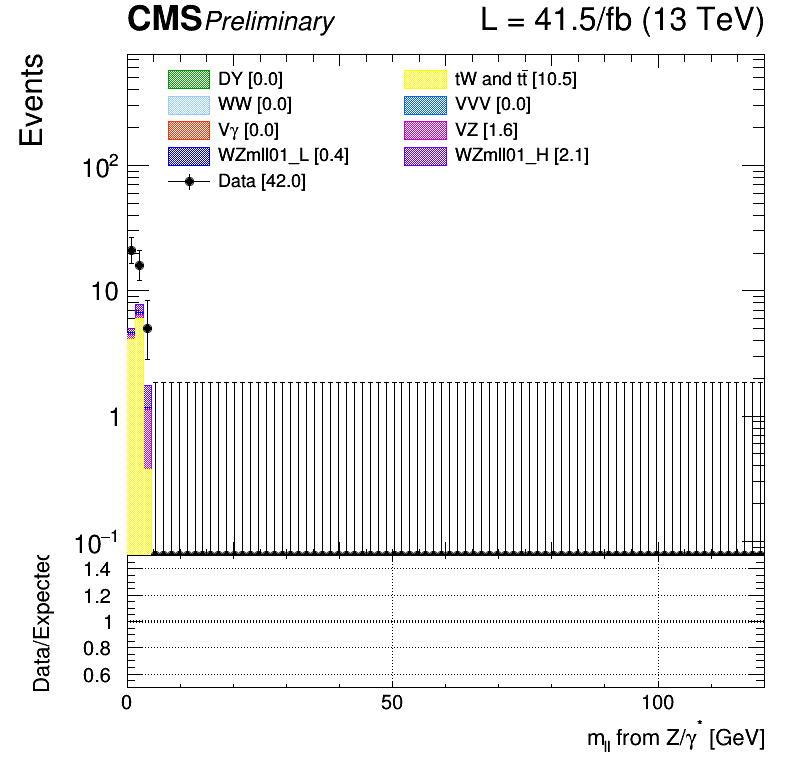 CMS Preliminary L = 41.5/fb (13 TeV)
Events
DY [0.0] tW and tt̄ [10.5]
WW [0.0] VVV [0.0]
Vγ [0.0] VZ [1.6]
WZmll01_L [0.4] WZmll01_H [2.1]
Data [42.0]
10²
10
1
10⁻¹
Data/Expected
1.4
1.2
1
0.8
0.6
0 50 100
m_ll from Z/γ* [GeV]